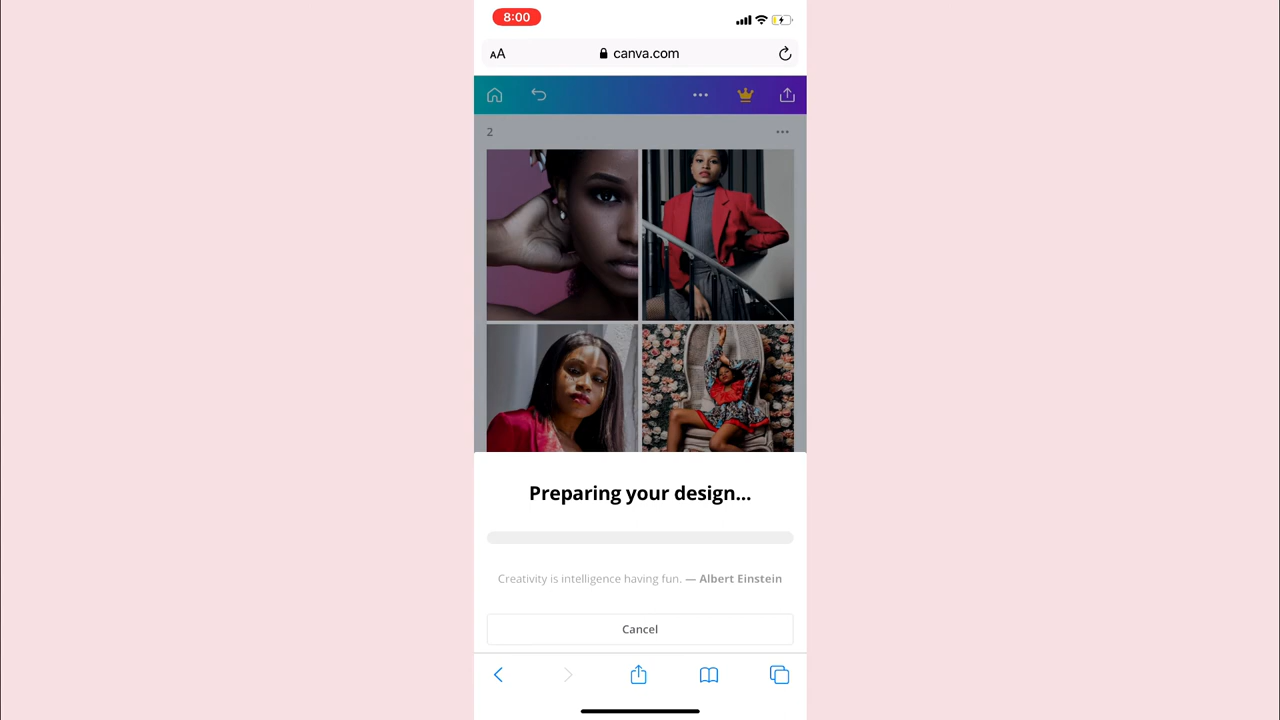 8:00
AA
canva.com
2
Preparing your design...
Creativity is intelligence having fun. — Albert Einstein
Cancel